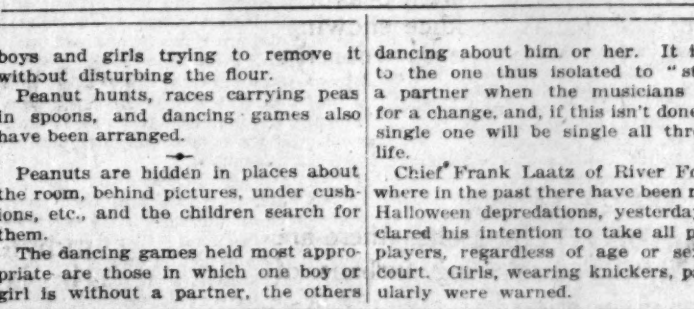 boys and girls trying to remove it
without disturbing the flour.
Peanut hunts, races carrying peas
in spoons, and dancing games also
have been arranged.
Peanuts are hidden in places about
the room, behind pictures, under cush-
ions, etc., and the children search for
them.
The dancing games held most appro-
priate are those in which one boy or
girl is without a partner, the others
dancing about him or her. It
to the one thus isolated to "st
a partner when the musicians
for a change, and, if this isn't done
single one will be single all thr
life.
Chief Frank Laatz of River Fo
where in the past there have been
Halloween depredations, yesterda
clared his intention to take all p
players, regardless of age or se
court. Girls, wearing knickers, p
ularly were warned.